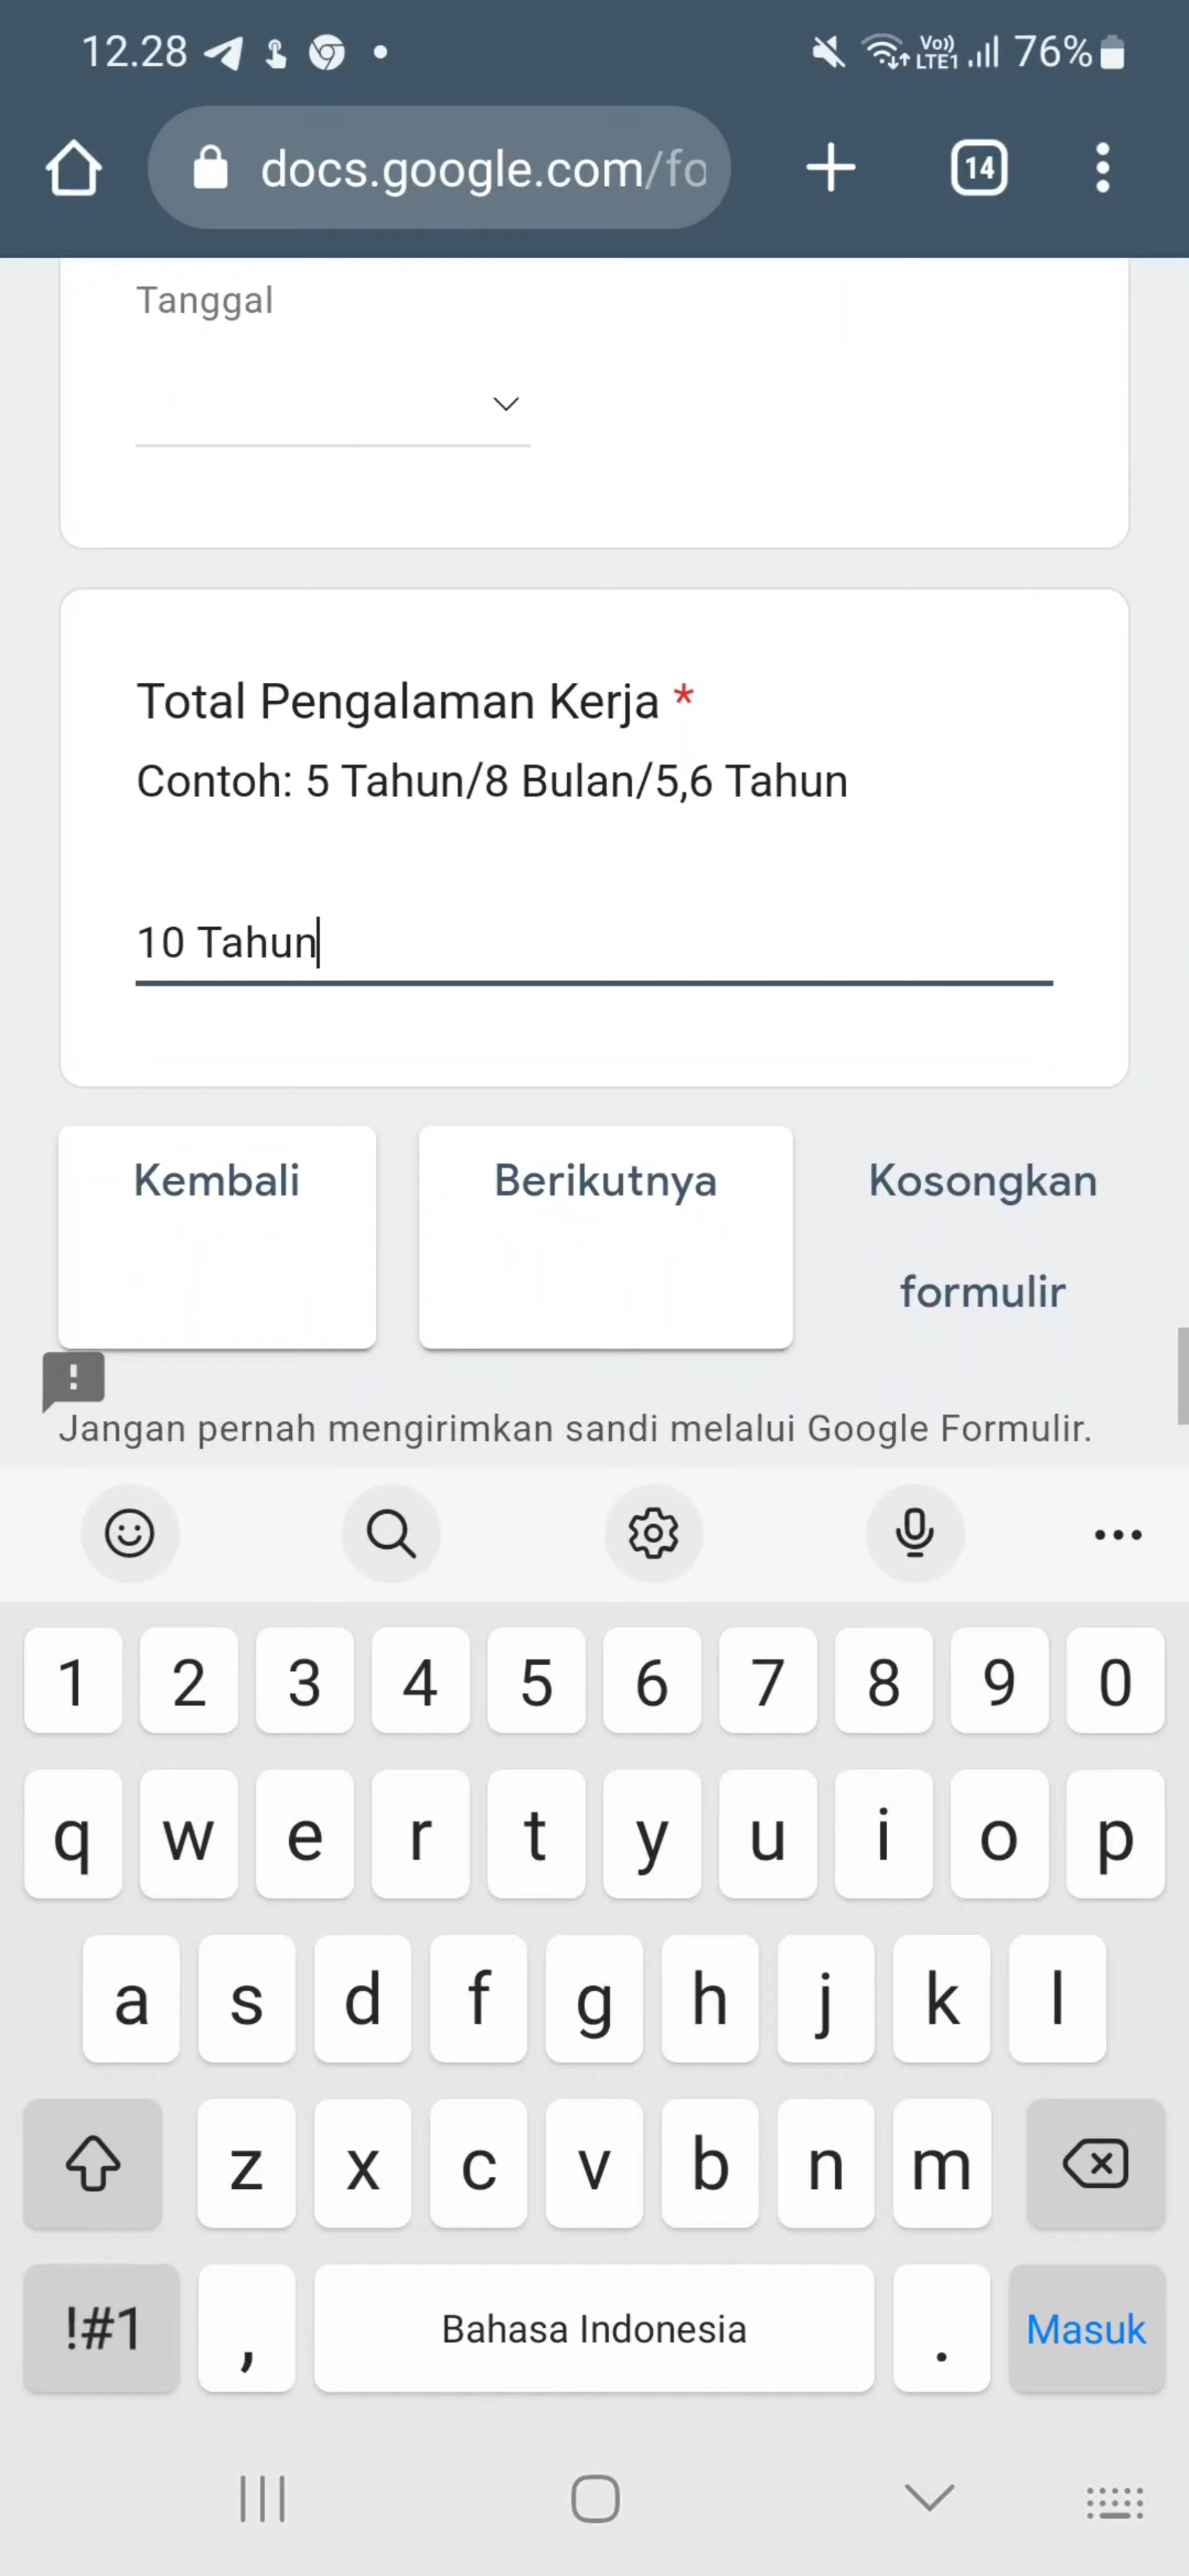 12.28
Vo)) LTE1 76%
docs.google.com/fo
14
Tanggal
Total Pengalaman Kerja *
Contoh: 5 Tahun/8 Bulan/5,6 Tahun
10 Tahun
Kembali
Berikutnya
Kosongkan
formulir
!
Jangan pernah mengirimkan sandi melalui Google Formulir.
1 2 3 4 5 6 7 8 9 0
q w e r t y u i o p
a s d f g h j k l
z x c v b n m
!#1 , Bahasa Indonesia . Masuk